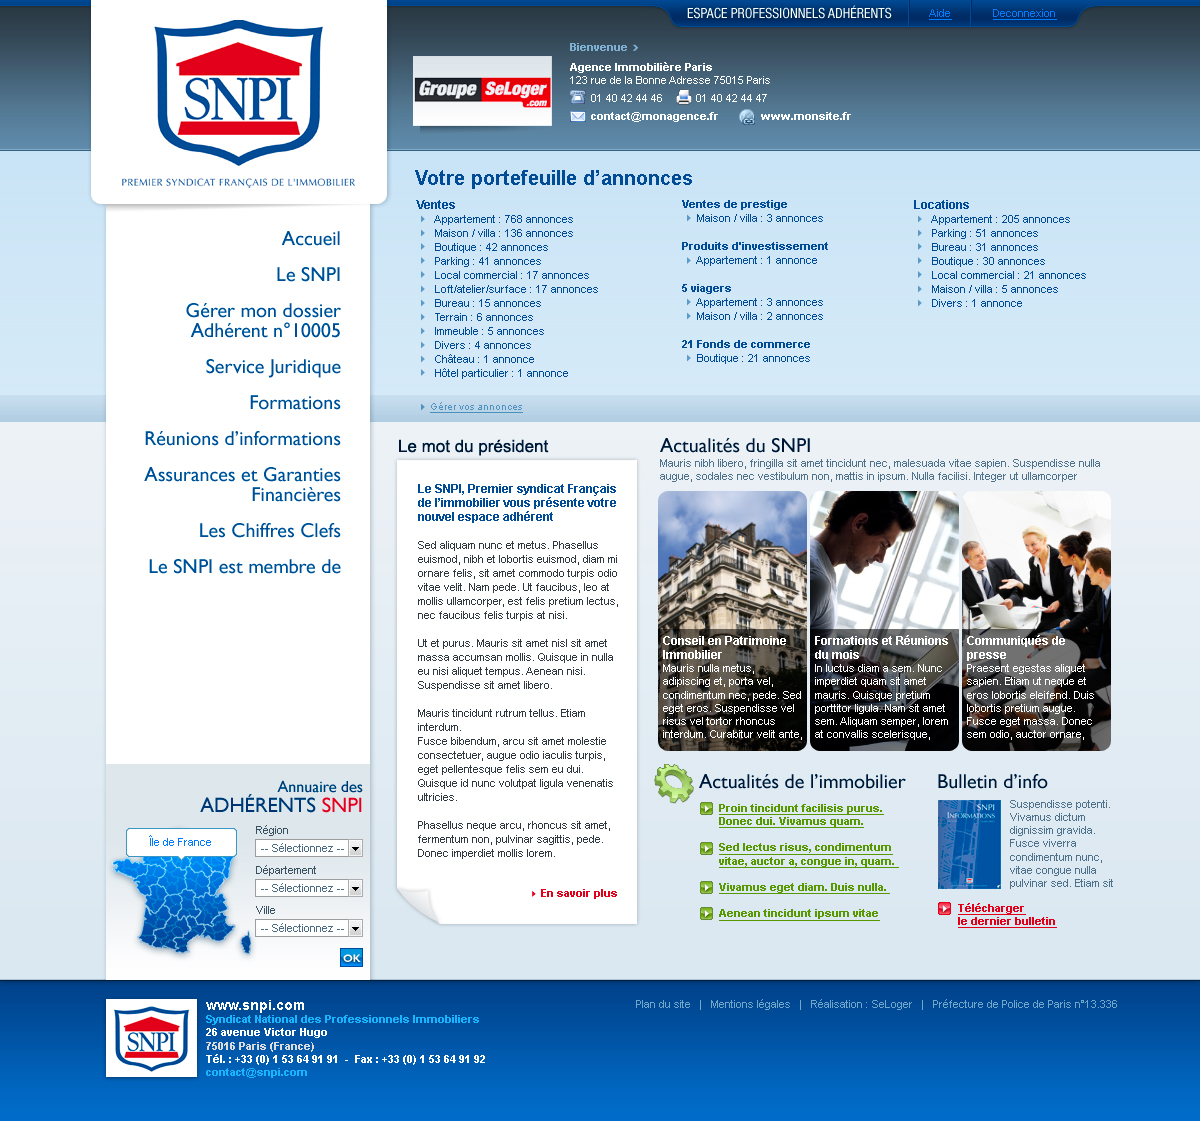 ESPACE PROFESSIONNELS ADHÉRENTS
Aide
Deconnexion
SNPI
PREMIER SYNDICAT FRANÇAIS DE L'IMMOBILIER
Groupe SeLoger
.com
Bienvenue
Agence Immobilière Paris
123 rue de la Bonne Adresse 75015 Paris
01 40 42 44 46
01 40 42 44 47
contact@monagence.fr
www.monsite.fr
Accueil
Le SNPI
Gérer mon dossier
Adhérent n°10005
Service Juridique
Formations
Réunions d'informations
Assurances et Garanties
Financières
Les Chiffres Clefs
Le SNPI est membre de
Votre portefeuille d'annonces
Ventes
Appartement : 768 annonces
Maison / villa : 136 annonces
Boutique : 42 annonces
Parking : 41 annonces
Local commercial : 17 annonces
Loft/atelier/surface : 17 annonces
Bureau : 15 annonces
Terrain : 6 annonces
Immeuble : 5 annonces
Divers : 4 annonces
Château : 1 annonce
Hôtel particulier : 1 annonce
Ventes de prestige
Maison / villa : 3 annonces
Produits d'investissement
Appartement : 1 annonce
5 viagers
Appartement : 3 annonces
Maison / villa : 2 annonces
21 Fonds de commerce
Boutique : 21 annonces
Locations
Appartement : 205 annonces
Parking : 51 annonces
Bureau : 31 annonces
Boutique : 30 annonces
Local commercial : 21 annonces
Maison / villa : 5 annonces
Divers : 1 annonce
Gérer vos annonces
Le mot du président
Le SNPI, Premier syndicat Français
de l'immobilier vous présente votre
nouvel espace adhérent
Sed aliquam nunc et metus. Phasellus
euismod, nibh et lobortis euismod, diam mi
ornare felis, sit amet commodo turpis odio
vitae velit. Nam pede. Ut faucibus, leo at
mollis ullamcorper, est felis pretium lectus,
nec faucibus felis turpis at nisi.
Ut et purus. Mauris sit amet nisl sit amet
massa accumsan mollis. Quisque in nulla
eu nisi aliquet tempus. Aenean nisi.
Suspendisse sit amet libero.
Mauris tincidunt rutrum tellus. Etiam
interdum.
Fusce bibendum, arcu sit amet molestie
consectetuer, augue odio iaculis turpis,
eget pellentesque felis sem eu dui.
Quisque id nunc volutpat ligula venenatis
ultricies.
Phasellus neque arcu, rhoncus sit amet,
fermentum non, pulvinar sagittis, pede.
Donec imperdiet mollis lorem.
En savoir plus
Actualités du SNPI
Mauris nibh libero, fringilla sit amet tincidunt nec, malesuada vitae sapien. Suspendisse nulla
augue, sodales nec vestibulum non, mattis in ipsum. Nulla facilisi. Integer ut ullamcorper
Conseil en Patrimoine
Immobilier
Mauris nulla metus,
adipiscing et, porta vel,
condimentum nec, pede. Sed
eget eros. Suspendisse vel
risus vel tortor rhoncus
interdum. Curabitur velit ante,
Formations et Réunions
du mois
In luctus diam a sem. Nunc
imperdiet quam sit amet
mauris. Quisque pretium
porttitor ligula. Nam sit amet
sem. Aliquam semper, lorem
at convallis scelerisque,
Communiqués de
presse
Praesent egestas aliquet
sapien. Etiam ut neque et
eros lobortis eleifend. Duis
lobortis pretium augue.
Fusce eget massa. Donec
sem odio, auctor ornare,
Actualités de l'immobilier
Proin tincidunt facilisis purus.
Donec dui. Vivamus quam.
Sed lectus risus, condimentum
vitae, auctor a, congue in, quam.
Vivamus eget diam. Duis nulla.
Aenean tincidunt ipsum vitae
Bulletin d'info
SNPI
INFORMATIONS
Suspendisse potenti.
Vivamus dictum
dignissim gravida.
Fusce viverra
condimentum nunc,
vitae congue nulla
pulvinar sed. Etiam sit
Télécharger
le dernier bulletin
Annuaire des
ADHÉRENTS SNPI
Île de France
Région
-- Sélectionnez --
Département
-- Sélectionnez --
Ville
-- Sélectionnez --
OK
SNPI
www.snpi.com
Syndicat National des Professionnels Immobiliers
26 avenue Victor Hugo
75016 Paris (France)
Tél. : +33 (0) 1 53 64 91 91 - Fax : +33 (0) 1 53 64 91 92
contact@snpi.com
Plan du site | Mentions légales | Réalisation : SeLoger | Préfecture de Police de Paris n°13.336